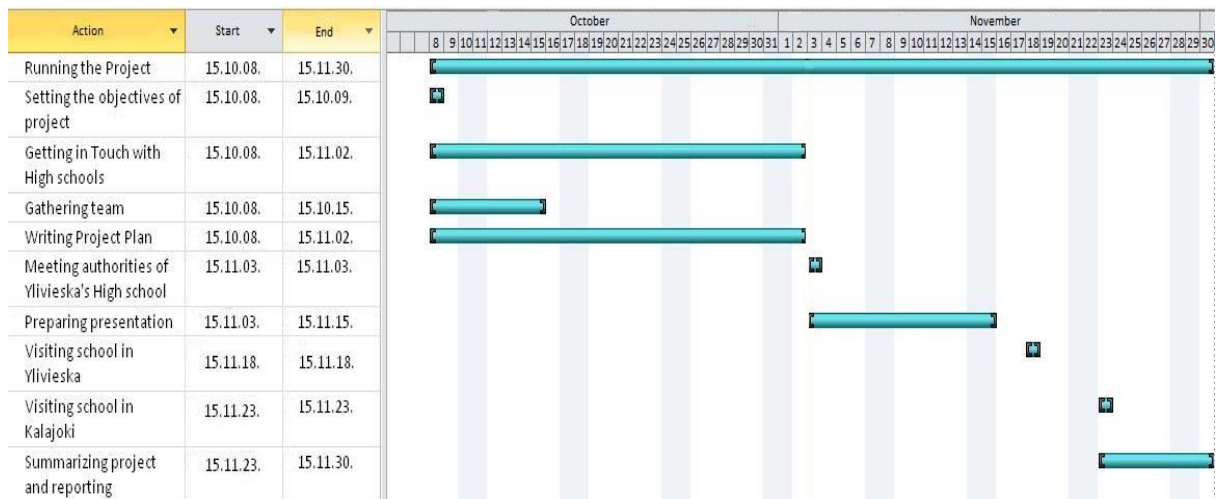 Action Start End October November
8 9 10 11 12 13 14 15 16 17 18 19 20 21 22 23 24 25 26 27 28 29 30 31 1 2 3 4 5 6 7 8 9 10 11 12 13 14 15 16 17 18 19 20 21 22 23 24 25 26 27 28 29 30
Running the Project 15.10.08. 15.11.30.
Setting the objectives of 15.10.08. 15.10.09.
project
Getting in Touch with 15.10.08. 15.11.02.
High schools
Gathering team 15.10.08. 15.10.15.
Writing Project Plan 15.10.08. 15.11.02.
Meeting authorities of 15.11.03. 15.11.03.
Ylivieska's High school
Preparing presentation 15.11.03. 15.11.15.
Visiting school in 15.11.18. 15.11.18.
Ylivieska
Visiting school in 15.11.23. 15.11.23.
Kalajoki
Summarizing project 15.11.23. 15.11.30.
and reporting